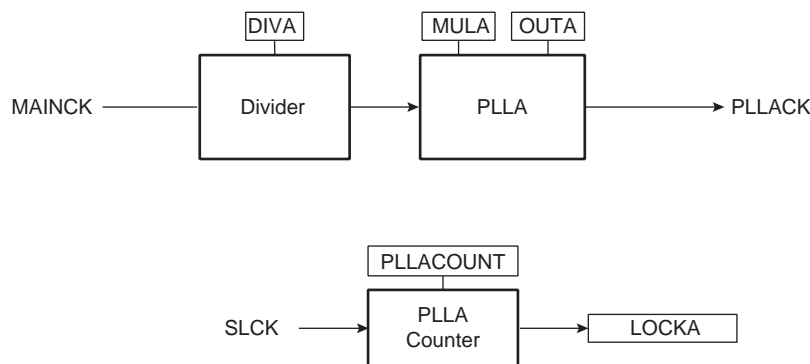 DIVA
MULA
OUTA
MAINCK
Divider
PLLA
PLLACK
PLLACOUNT
SLCK
PLLA
Counter
LOCKA